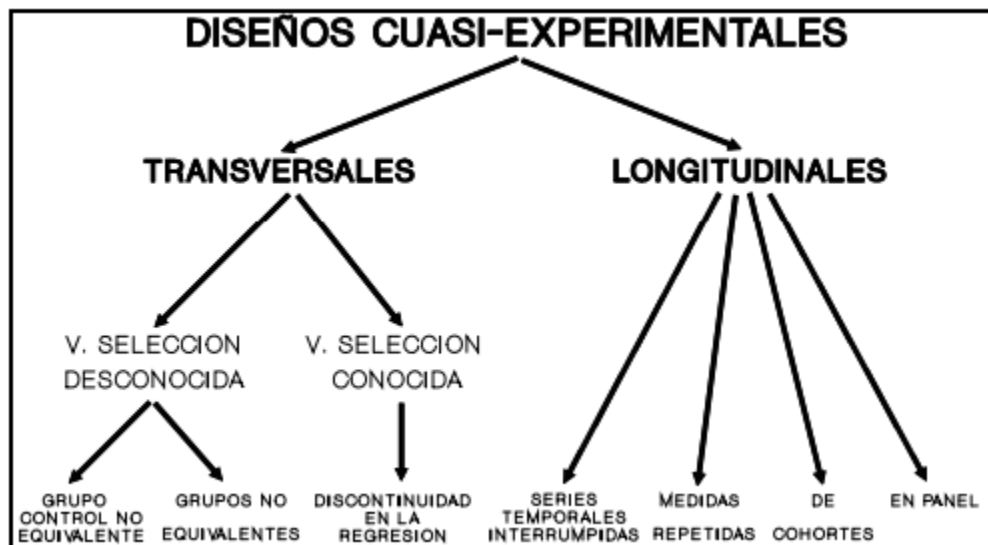 DISEÑOS CUASI-EXPERIMENTALES
TRANSVERSALES
LONGITUDINALES
V. SELECCION
DESCONOCIDA
V. SELECCION
CONOCIDA
GRUPO
CONTROL NO
EQUIVALENTE
GRUPOS NO
EQUIVALENTES
DISCONTINUIDAD
EN LA
REGRESION
SERIES
TEMPORALES
INTERRUMPIDAS
MEDIDAS
REPETIDAS
DE
COHORTES
EN PANEL